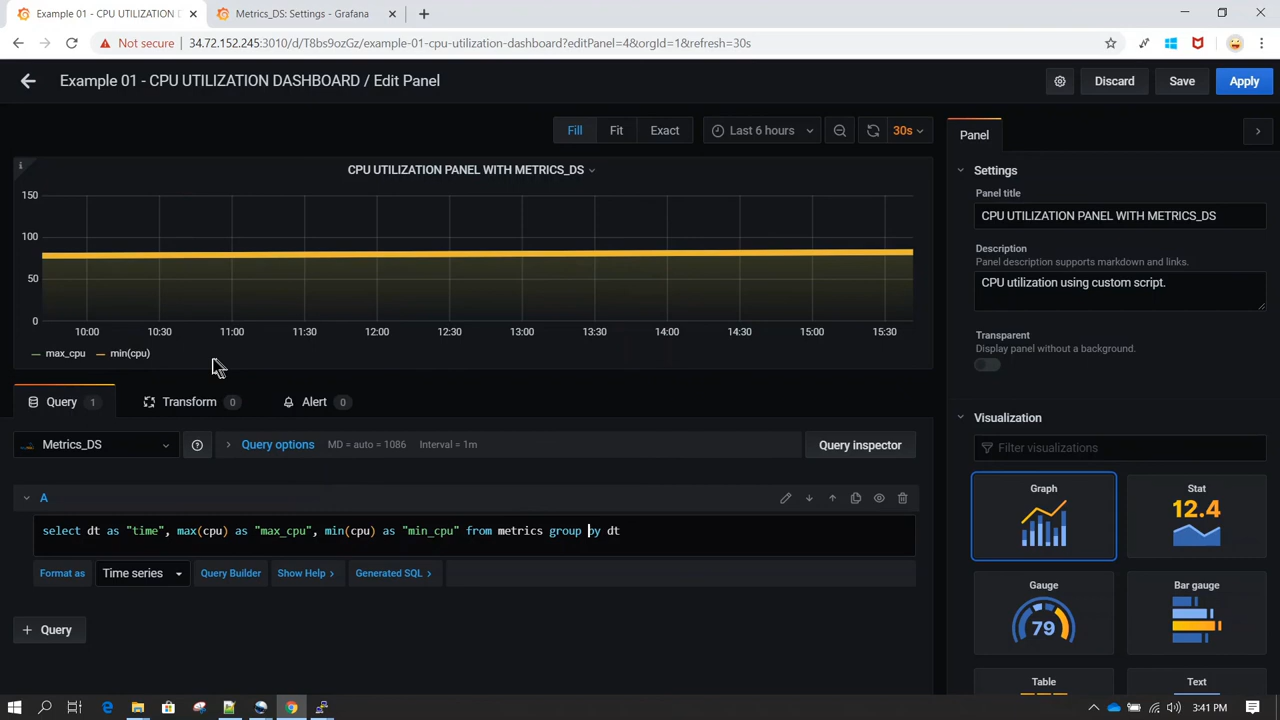 Example 01 - CPU UTILIZATION D
Metrics_DS: Settings - Grafana
Not secure
34.72.152.245:3010/d/T8bs9ozGz/example-01-cpu-utilization-dashboard?editPanel=4&orgId=1&refresh=30s
Example 01 - CPU UTILIZATION DASHBOARD / Edit Panel
Discard
Save
Apply
Fill
Fit
Exact
Last 6 hours
30s
Panel
CPU UTILIZATION PANEL WITH METRICS_DS
150
100
50
0
10:00 10:30 11:00 11:30 12:00 12:30 13:00 13:30 14:00 14:30 15:00 15:30
max_cpu min(cpu)
Settings
Panel title
CPU UTILIZATION PANEL WITH METRICS_DS
Description
Panel description supports markdown and links.
CPU utilization using custom script.
Transparent
Display panel without a background.
Query 1
Transform 0
Alert 0
Metrics_DS
Query options
MD = auto = 1086
Interval = 1m
Query inspector
A
select dt as "time", max(cpu) as "max_cpu", min(cpu) as "min_cpu" from metrics group by dt
Format as
Time series
Query Builder
Show Help
Generated SQL
+ Query
Visualization
Filter visualizations
Graph
Stat
12.4
Gauge
79
Bar gauge
Table
Text
3:41 PM